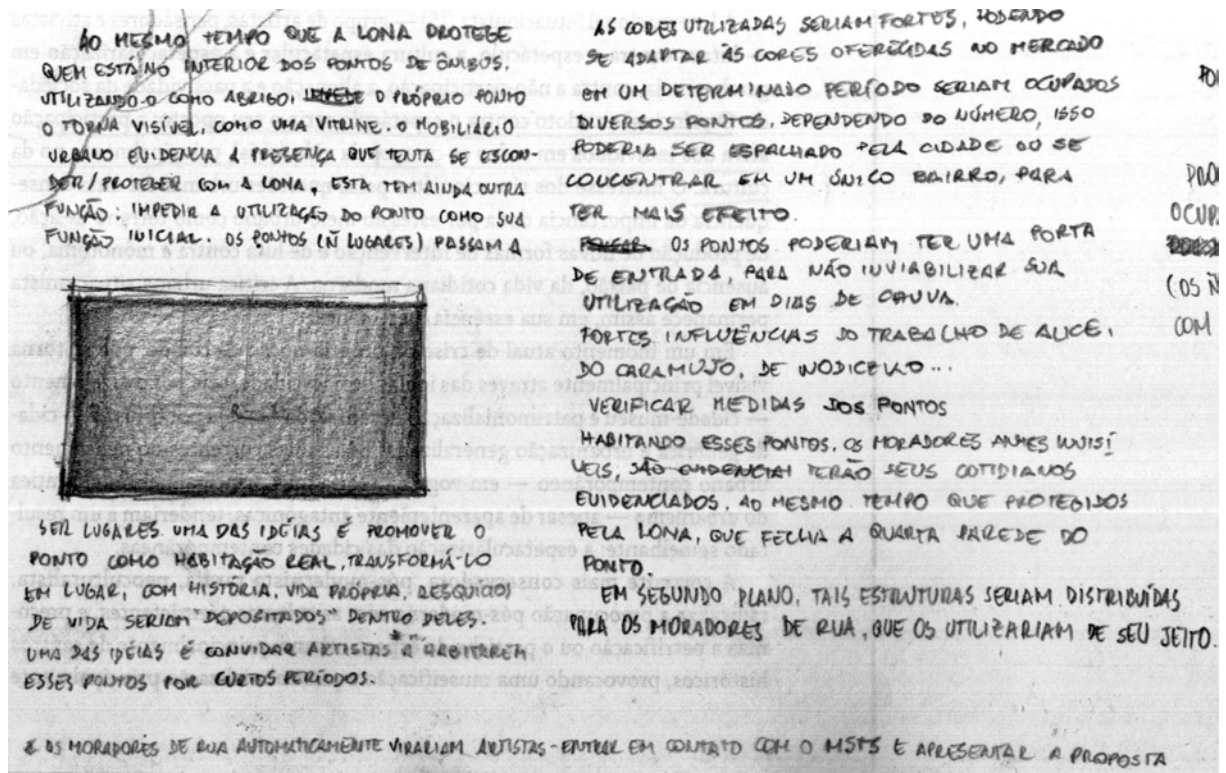 AO MESMO TEMPO QUE A LONA PROTEGE
QUEM ESTÁ NO INTERIOR DOS PONTOS DE ÔNIBUS,
UTILIZANDO-O COMO ABRIGO, O PRÓPRIO PONTO
O TORNA VISÍVEL, COMO UMA VITRINE. O MOBILIÁRIO
URBANO EVIDENCIA A PRESENÇA QUE TENTA SE ESCON-
DER/PROTEGER COM A LONA, ESTA TEM AINDA OUTRA
FUNÇÃO: IMPEDIR A UTILIZAÇÃO DO PONTO COMO SUA
FUNÇÃO INICIAL. OS PONTOS (Ñ LUGARES) PASSAM A
SER LUGARES. UMA DAS IDÉIAS É PROMOVER O
PONTO COMO HABITAÇÃO REAL, TRANSFORMÁ-LO
EM LUGAR, COM HISTÓRIA, VIDA PRÓPRIA, RESQUÍCIOS
DE VIDA SERIAM "DEPOSITADOS" DENTRO DELES.
UMA DAS IDÉIAS É CONVIDAR ARTISTAS A HABITAREM
ESSES PONTOS POR CURTOS PERÍODOS.
AS CORES UTILIZADAS SERIAM FORTES, PODENDO
SE ADAPTAR ÀS CORES OFERECIDAS NO MERCADO
EM UM DETERMINADO PERÍODO SERIAM OCUPADOS
DIVERSOS PONTOS, DEPENDENDO DO NÚMERO, ISSO
PODERIA SER ESPALHADO PELA CIDADE OU SE
CONCENTRAR EM UM ÚNICO BAIRRO, PARA
TER MAIS EFEITO.
PENSAR OS PONTOS PODERIAM TER UMA PORTA
DE ENTRADA PARA NÃO INVIABILIZAR SUA
UTILIZAÇÃO EM DIAS DE CHUVA.
FORTES INFLUÊNCIAS DO TRABALHO DE ALICE,
DO CARAMUJO, DE WODICZKO...
VERIFICAR MEDIDAS DOS PONTOS
HABITANDO ESSES PONTOS, OS MORADORES ANTES INVISÍ
VEIS, SÃO EVIDENCIAI TERÃO SEUS COTIDIANOS
EVIDENCIADOS, AO MESMO TEMPO QUE PROTEGIDOS
PELA LONA, QUE FECHA A QUARTA PAREDE DO
PONTO.
EM SEGUNDO PLANO, TAIS ESTRUTURAS SERIAM DISTRIBUÍDAS
PARA OS MORADORES DE RUA, QUE OS UTILIZARIAM DE SEU JEITO.
OS MORADORES DE RUA AUTOMATICAMENTE VIRARIAM ARTISTAS - ENTRAR EM CONTATO COM O MSTS E APRESENTAR A PROPOSTA
OCUPA
(OS Ñ
COM